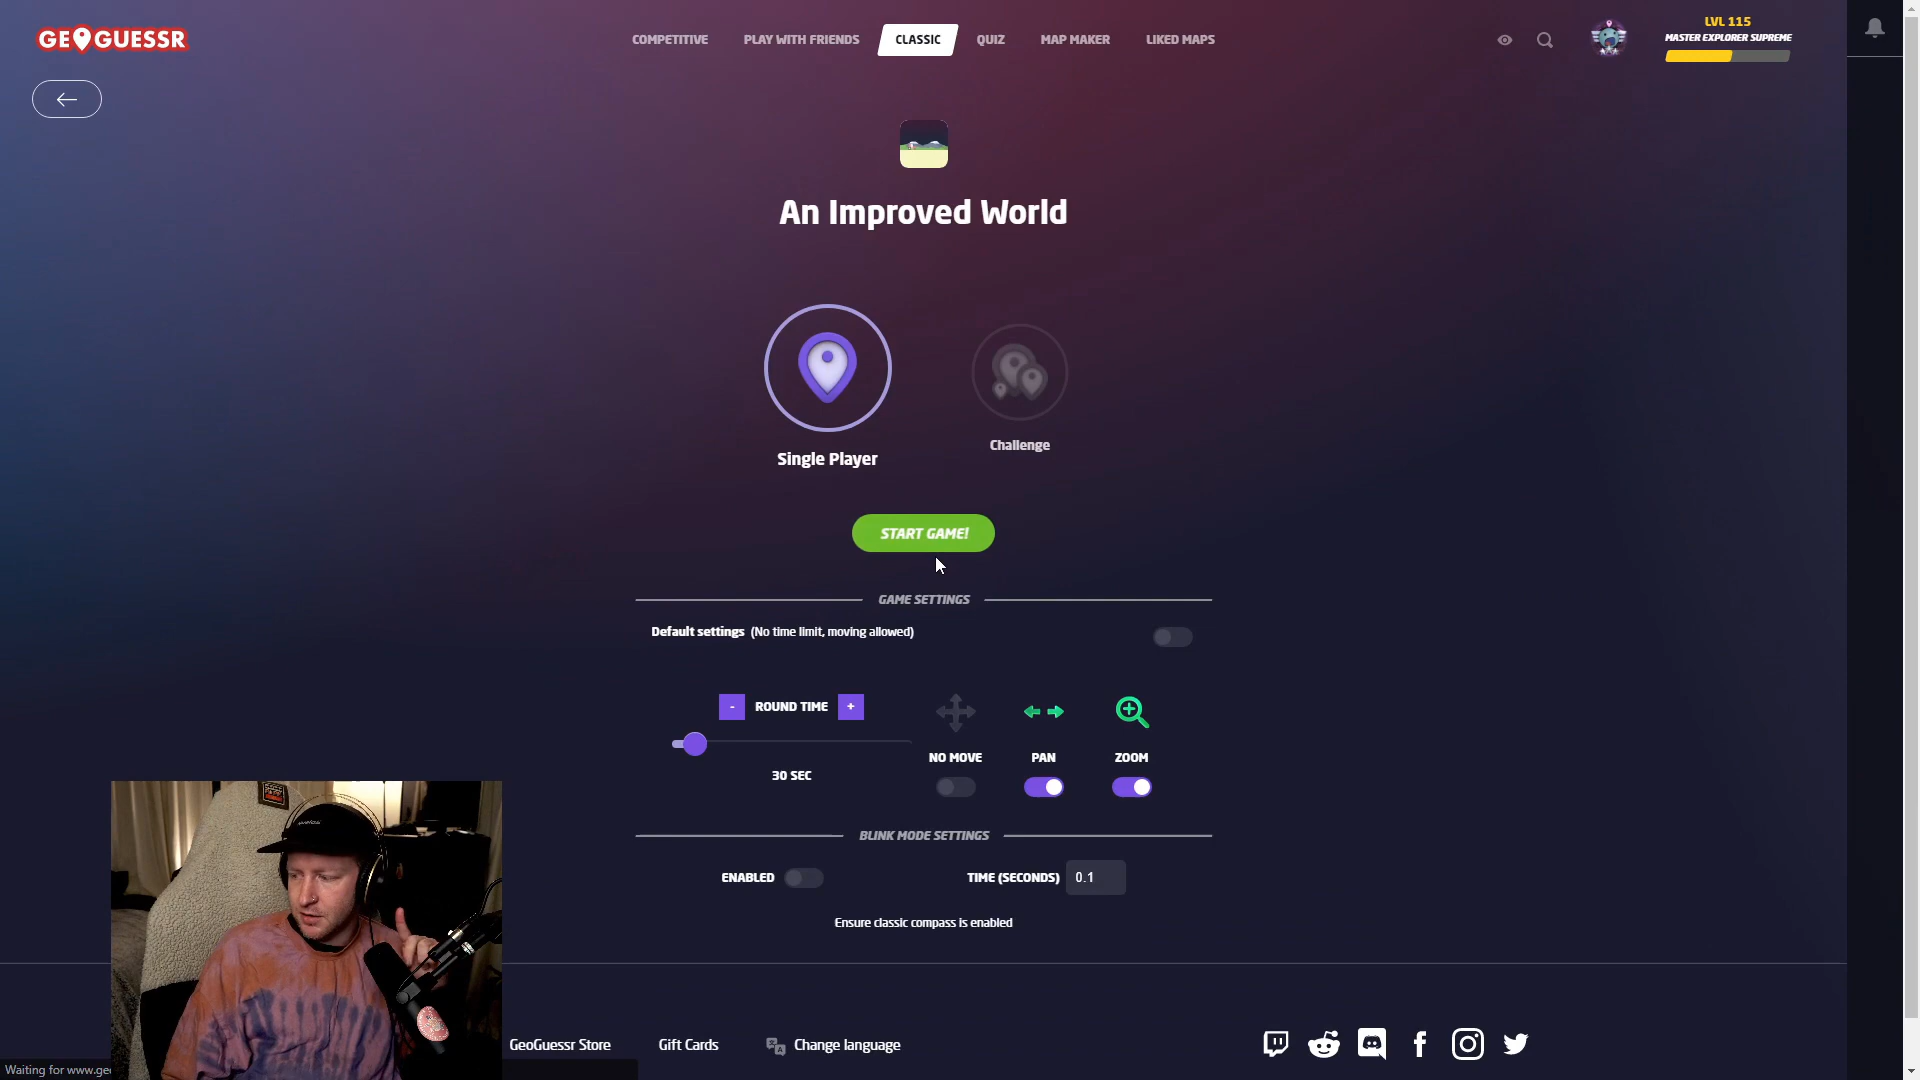 GEOGUESSR
COMPETITIVE PLAY WITH FRIENDS CLASSIC QUIZ MAP MAKER LIKED MAPS
LVL 115
MASTER EXPLORER SUPREME
An Improved World
Single Player
Challenge
START GAME!
GAME SETTINGS
Default settings (No time limit, moving allowed)
- ROUND TIME +
30 SEC
NO MOVE PAN ZOOM
BLINK MODE SETTINGS
ENABLED TIME (SECONDS) 0.1
Ensure classic compass is enabled
GeoGuessr Store Gift Cards Change language
Waiting for www.geo